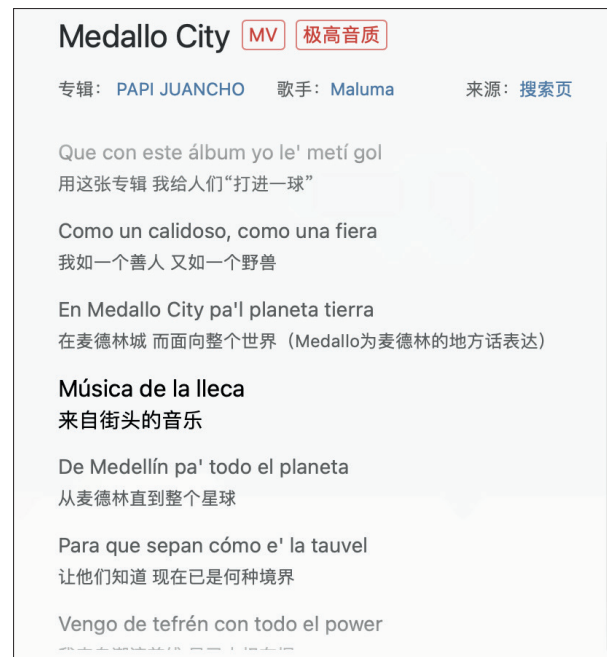 Medallo City MV 极高音质
专辑： PAPI JUANCHO 歌手：Maluma 来源：搜索页
Que con este álbum yo le' metí gol
用这张专辑 我给人们“打进一球”
Como un calidoso, como una fiera
我如一个善人 又如一个野兽
En Medallo City pa'l planeta tierra
在麦德林城 而面向整个世界（Medallo为麦德林的地方话表达）
Música de la lleca
来自街头的音乐
De Medellín pa' todo el planeta
从麦德林直到整个星球
Para que sepan cómo e' la tauvel
让他们知道 现在已是何种境界
Vengo de tefrén con todo el power